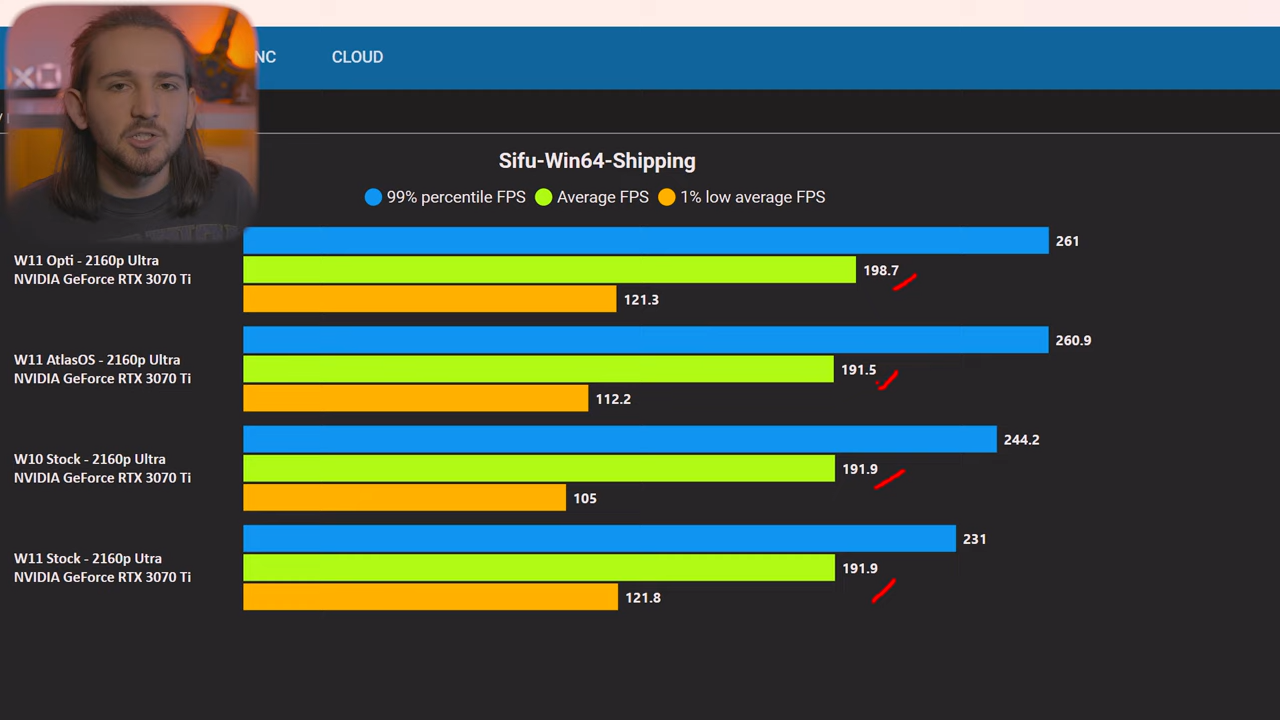 NC
CLOUD
Sifu-Win64-Shipping
99% percentile FPS
Average FPS
1% low average FPS
W11 Opti - 2160p Ultra
NVIDIA GeForce RTX 3070 Ti
261
198.7
121.3
W11 AtlasOS - 2160p Ultra
NVIDIA GeForce RTX 3070 Ti
260.9
191.5
112.2
W10 Stock - 2160p Ultra
NVIDIA GeForce RTX 3070 Ti
244.2
191.9
105
W11 Stock - 2160p Utra
NVIDIA GeForce RTX 3070 Ti
231
191.9
121.8